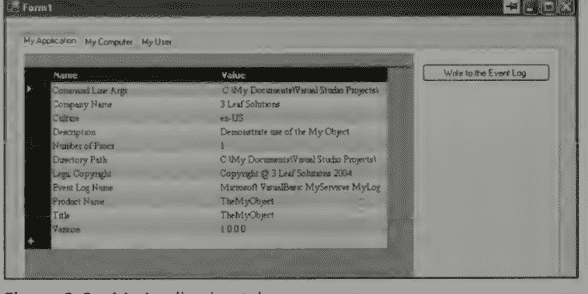 Form1
My Application My Computer My User
Name Value
Command Line Args C:\My Documents\Visual Studio Projects\
Company Name 3 Leaf Solutions
Culture en-US
Description Demonstrate use of the My Object
Number of Procs 1
Directory Path C:\My Documents\Visual Studio Projects\
Legal Copyright Copyright @ 3 Leaf Solutions 2004
Event Log Name Microsoft VisualBasic MyServices MyLog
Product Name TheMyObject
Title TheMyObject
Version 1.0.0.0
Write to the Event Log